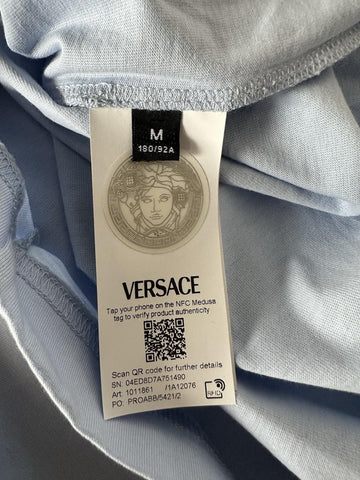 M
180/92A
VERSACE
Tap your phone on the NFC Medusa
tag to verify product authenticity
Scan QR code for further details
SN: 04ED8D7A751490
Art: 1011861 /1A12076
PO: PROABB/5421/2
RFID